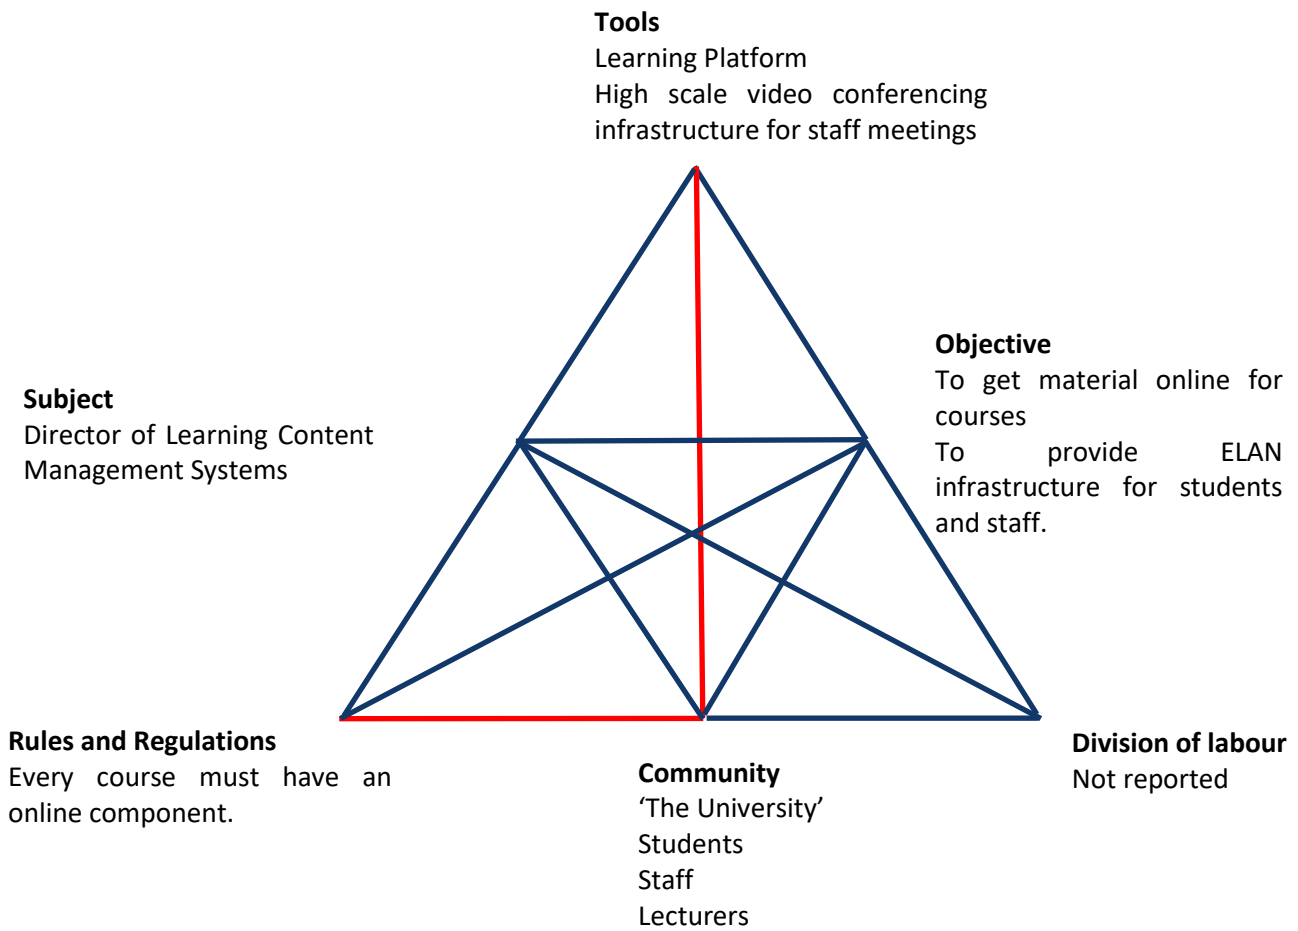 Tools
Learning Platform
High scale video conferencing
infrastructure for staff meetings
Objective
To get material online for
courses
To provide ELAN
infrastructure for students
and staff.
Subject
Director of Learning Content
Management Systems
Rules and Regulations
Every course must have an
online component.
Community
‘The University’
Students
Staff
Lecturers
Division of labour
Not reported